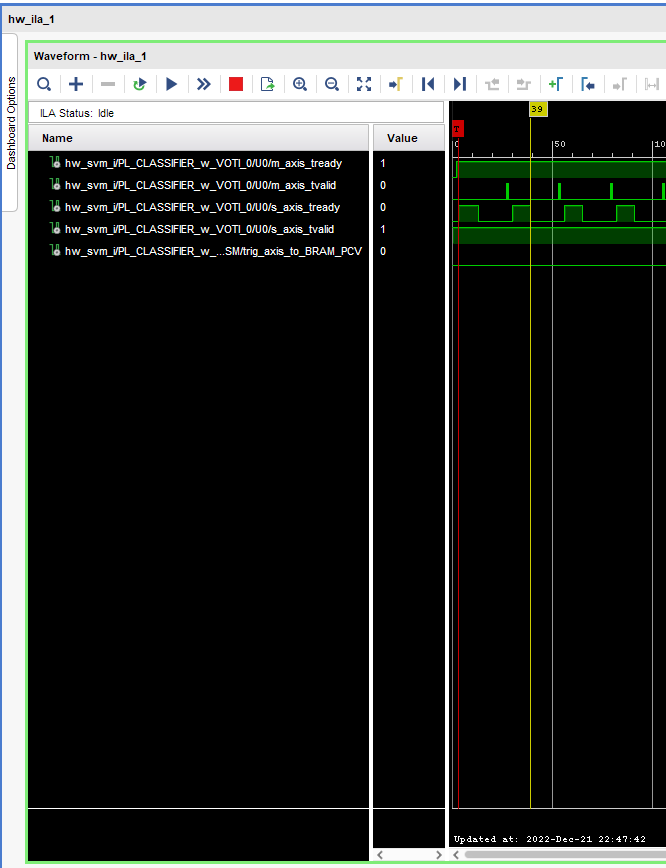 hw_ila_1
Dashboard Options
Waveform - hw_ila_1
ILA Status: Idle
39
Name
Value
T
0
50
10
hw_svm_i/PL_CLASSIFIER_w_VOTI_0/U0/m_axis_tready
1
hw_svm_i/PL_CLASSIFIER_w_VOTI_0/U0/m_axis_tvalid
0
hw_svm_i/PL_CLASSIFIER_w_VOTI_0/U0/s_axis_tready
0
hw_svm_i/PL_CLASSIFIER_w_VOTI_0/U0/s_axis_tvalid
1
hw_svm_i/PL_CLASSIFIER_w_...SM/trig_axis_to_BRAM_PCV
0
Updated at: 2022-Dec-21 22:47:42